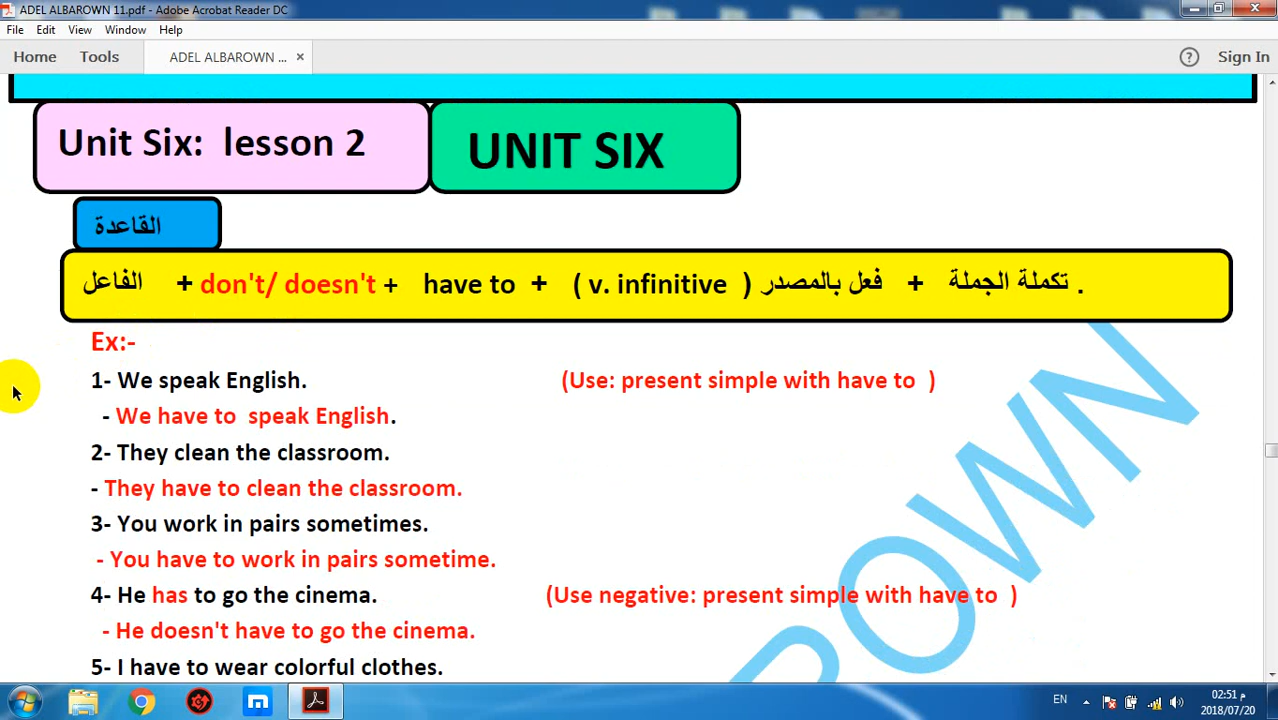 ADEL ALBAROWN 11.pdf - Adobe Acrobat Reader DC
File Edit View Window Help
Home Tools ADEL ALBAROWN ... × ? Sign In
Unit Six: lesson 2 UNIT SIX
القاعدة
الفاعل + don't/ doesn't + have to + ( v. infinitive ) فعل بالمصدر + تكملة الجملة .
Ex:-
1- We speak English. (Use: present simple with have to )
- We have to speak English.
2- They clean the classroom.
- They have to clean the classroom.
3- You work in pairs sometimes.
- You have to work in pairs sometime.
4- He has to go the cinema. (Use negative: present simple with have to )
- He doesn't have to go the cinema.
5- I have to wear colorful clothes.
ROWN
EN 02:51 م
2018/07/20